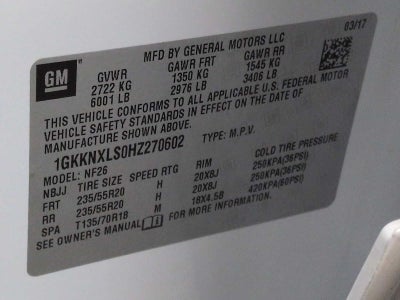 MFD BY GENERAL MOTORS LLC 03/17
GM
GVWR GAWR FRT GAWR RR
2722 KG 1350 KG 1545 KG
6001 LB 2976 LB 3406 LB
THIS VEHICLE CONFORMS TO ALL APPLICABLE U.S. FEDERAL MOTOR
VEHICLE SAFETY STANDARDS IN EFFECT ON THE DATE OF
MANUFACTURE SHOWN ABOVE.
1GKKNXLS0HZ270602 TYPE: M.P.V.
MODEL: NF26
NBJJ TIRE SIZE SPEED RTG RIM COLD TIRE PRESSURE
FRT 235/55R20 H 20X8J 250KPA(36PSI)
RR 235/55R20 H 20X8J 250KPA(36PSI)
SPA T135/70R18 M 18X4.5B 420KPA(60PSI)
SEE OWNER'S MANUAL FOR MORE INFORMATION.